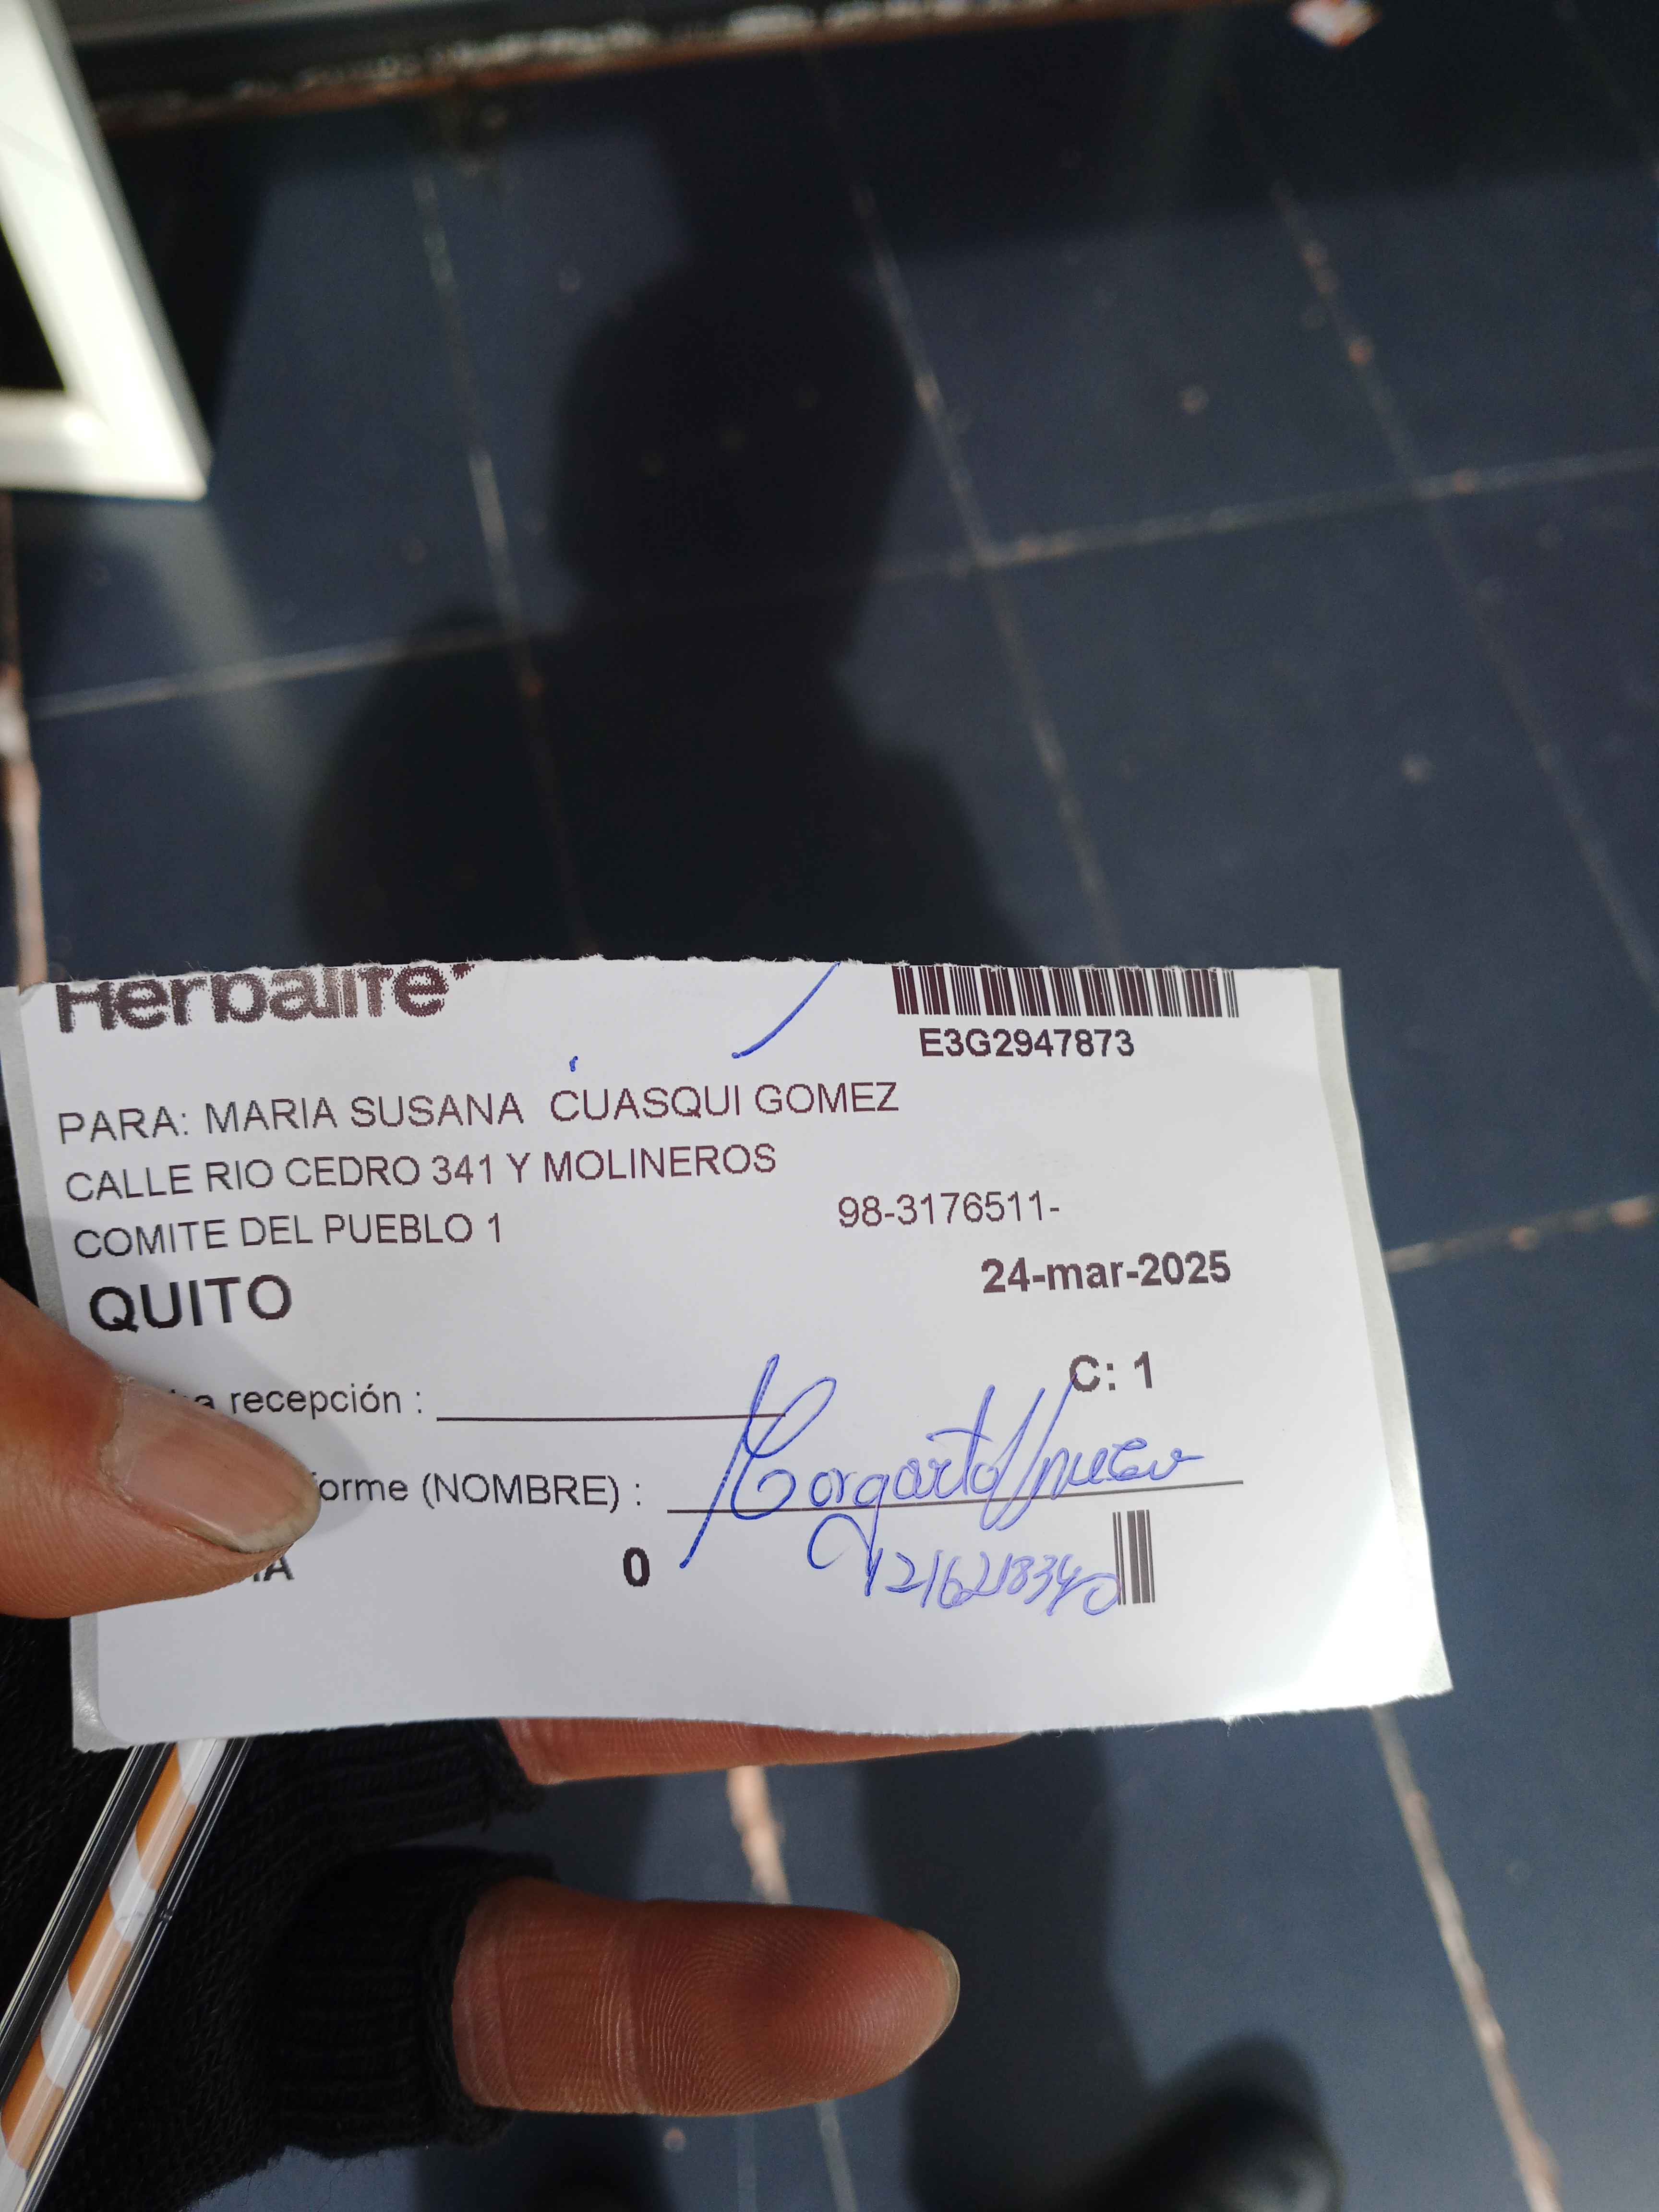 Herbalife
E3G2947873
PARA: MARIA SUSANA CUASQUI GOMEZ
CALLE RIO CEDRO 341 Y MOLINEROS
COMITE DEL PUEBLO 1
98-3176511-
QUITO
24-mar-2025
C: 1
recepción :
orme (NOMBRE) :
0